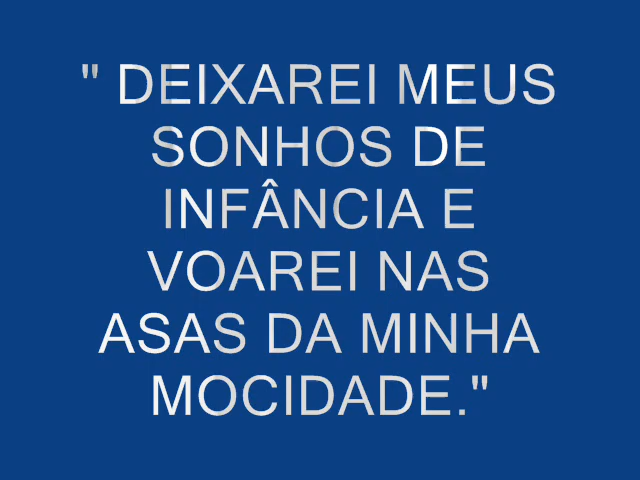 " DEIXAREI MEUS
SONHOS DE
INFÂNCIA E
VOAREI NAS
ASAS DA MINHA
MOCIDADE."